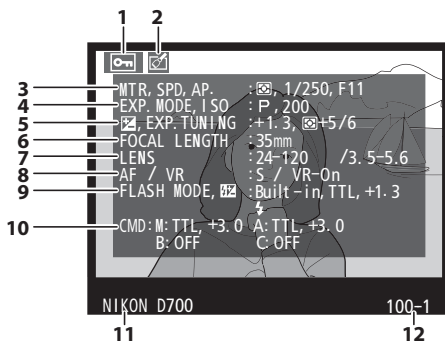 1 2
3 MTR, SPD, AP. : , 1/250, F11
4 EXP. MODE, ISO : P, 200
5 , EXP. TUNING : +1.3, +5/6
6 FOCAL LENGTH : 35mm
7 LENS : 24-120 /3.5-5.6
8 AF / VR : S / VR-On
9 FLASH MODE, : Built-in, TTL, +1.3
10 CMD: M: TTL, +3.0 A: TTL, +3.0
B: OFF C: OFF
NIKON D700 100-1
11 12